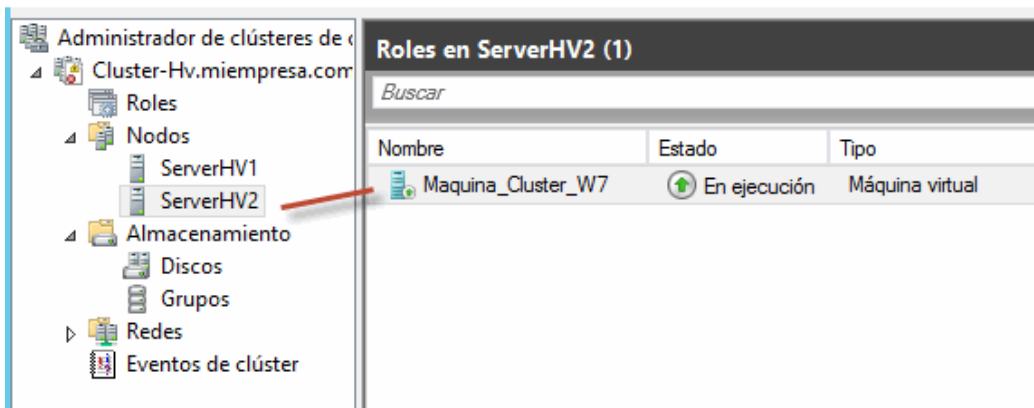 Administrador de clústeres de
Cluster-Hv.miempresa.com
Roles
Nodos
ServerHV1
ServerHV2
Almacenamiento
Discos
Grupos
Redes
Eventos de clúster
Roles en ServerHV2 (1)
Buscar
Nombre Estado Tipo
Maquina_Cluster_W7 En ejecución Máquina virtual